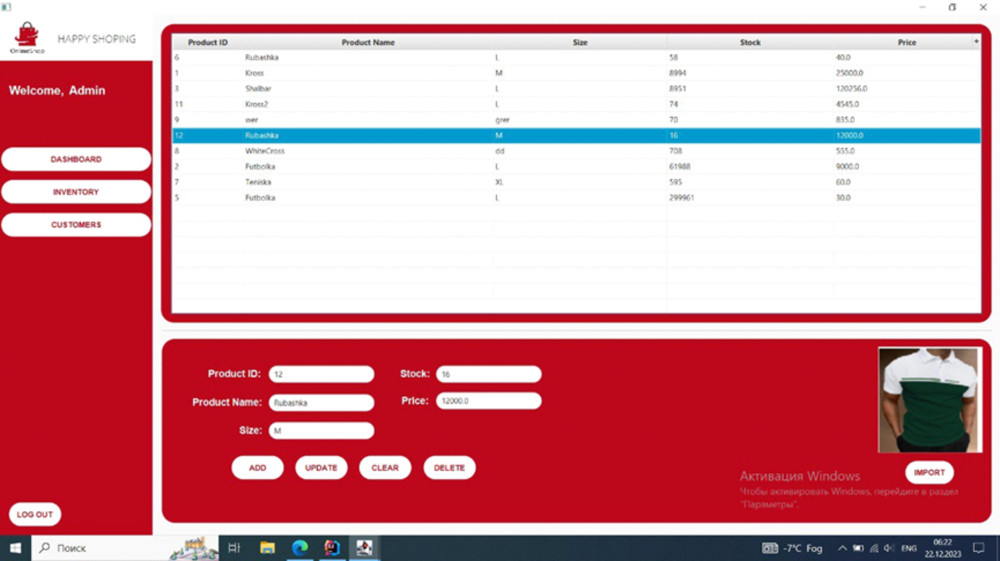 OnlineShop
HAPPY SHOPING
Welcome, Admin
DASHBOARD
INVENTORY
CUSTOMERS
LOG OUT
Product ID Product Name Size Stock Price +
6 Rubashka L 58 40.0
1 Kross M 8994 25000.0
3 Shalbar L 8951 120256.0
11 Kross2 L 74 4545.0
9 wer grer 70 835.0
12 Rubashka M 16 12000.0
8 WhiteCross dd 708 555.0
2 Futbolka L 61988 9000.0
7 Teniska XL 595 60.0
5 Futbolka L 299961 30.0
Product ID: 12 Stock: 16
Product Name: Rubashka Price: 12000.0
Size: M
ADD UPDATE CLEAR DELETE
IMPORT
Активация Windows
Чтобы активировать Windows, перейдите в раздел
"Параметры".
Поиск
-7°C Fog
ENG
06:22
22.12.2023